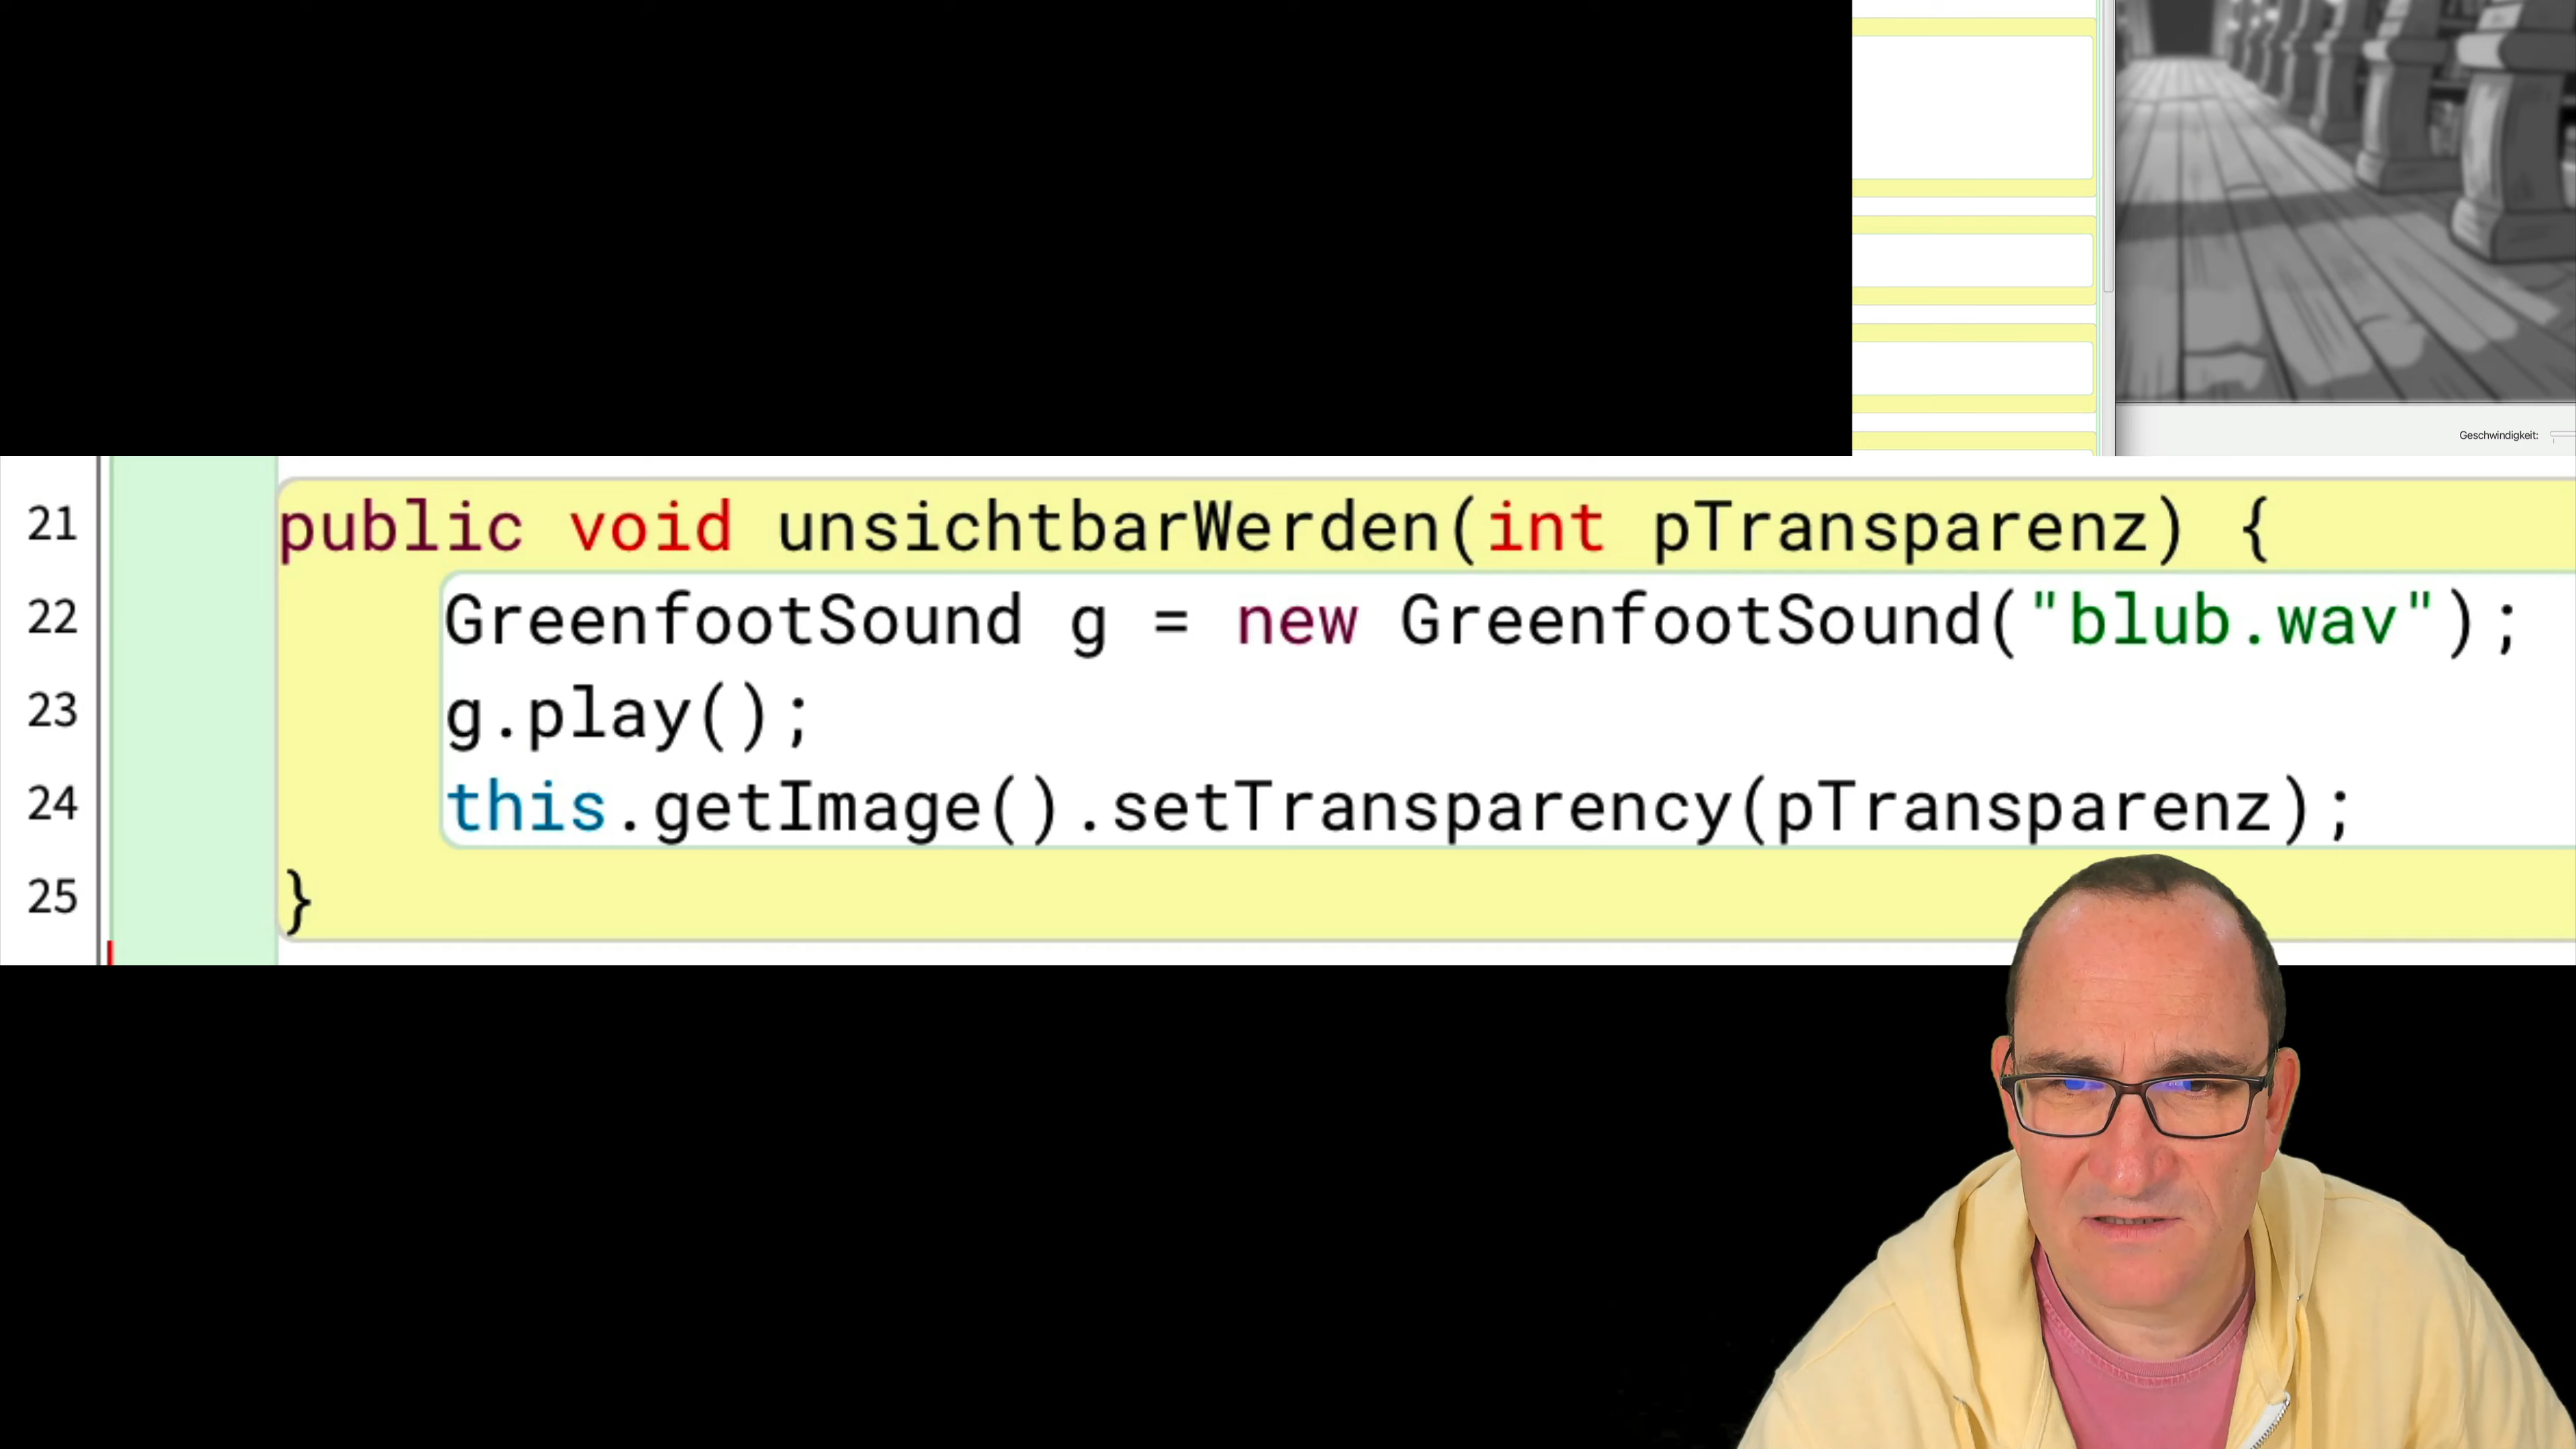 Geschwindigkeit:
21 public void unsichtbarWerden(int pTransparenz) {
22 GreenfootSound g = new GreenfootSound("blub.wav");
23 g.play();
24 this.getImage().setTransparency(pTransparenz);
25 }